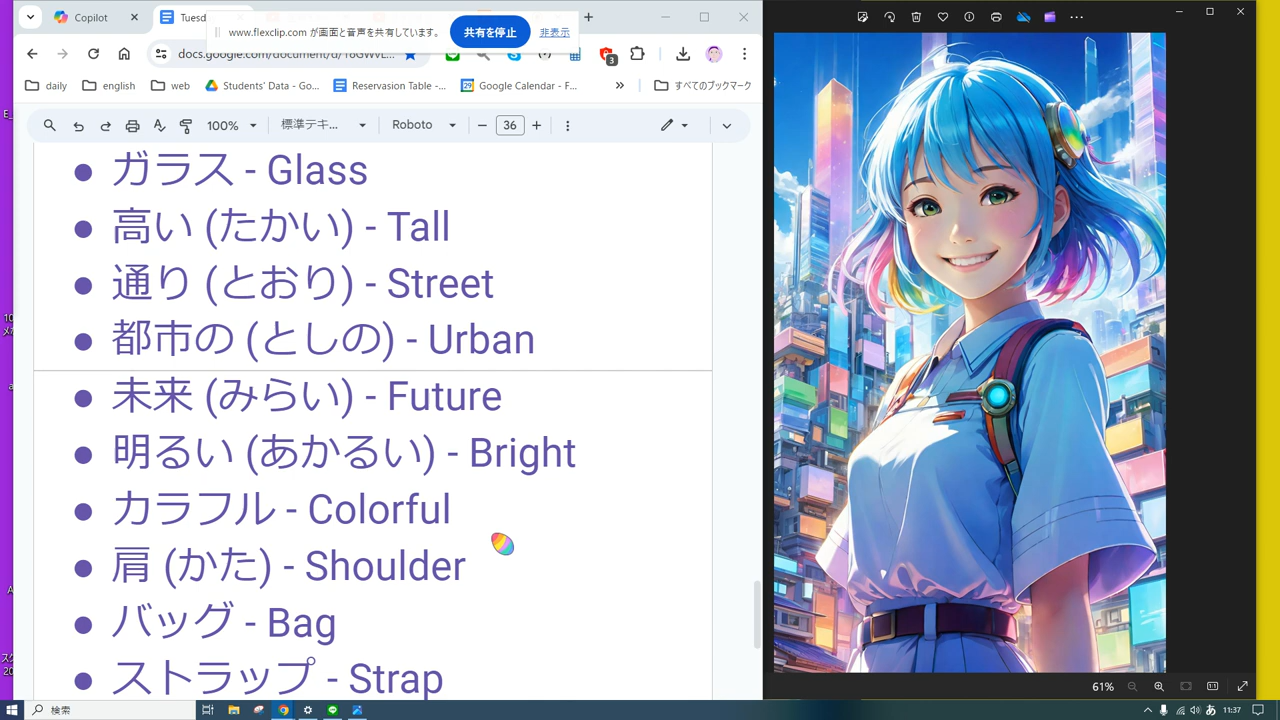 Copilot
Tuesd
www.flexclip.com が画面と音声を共有しています。 共有を停止 非表示
3
daily english web Students' Data - Go... Reservasion Table -... Google Calendar - F... » すべてのブックマーク
100% 標準テキ... Roboto 36
ガラス - Glass
高い (たかい) - Tall
通り (とおり) - Street
都市の (としの) - Urban
未来 (みらい) - Future
明るい (あかるい) - Bright
カラフル - Colorful
肩 (かた) - Shoulder
バッグ - Bag
ストラップ - Strap
61%
検索
あ 11:37